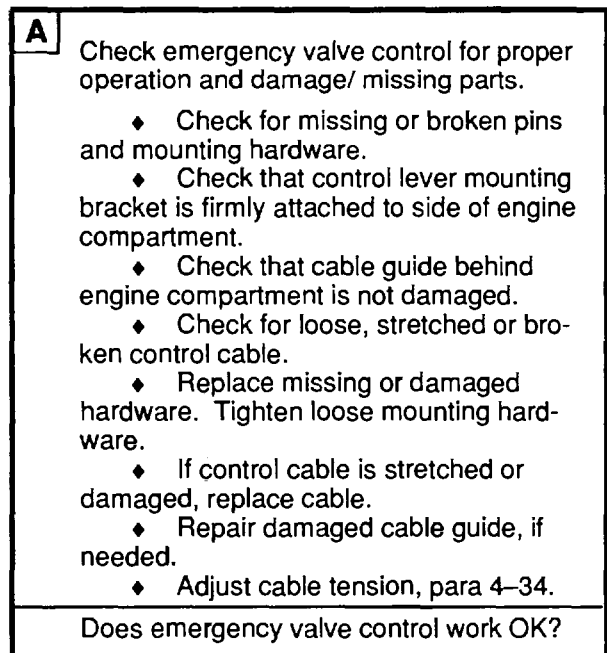 A
Check emergency valve control for proper
operation and damage/ missing parts.
♦ Check for missing or broken pins
and mounting hardware.
♦ Check that control lever mounting
bracket is firmly attached to side of engine
compartment.
♦ Check that cable guide behind
engine compartment is not damaged.
♦ Check for loose, stretched or bro-
ken control cable.
♦ Replace missing or damaged
hardware. Tighten loose mounting hard-
ware.
♦ If control cable is stretched or
damaged, replace cable.
♦ Repair damaged cable guide, if
needed.
♦ Adjust cable tension, para 4–34.
Does emergency valve control work OK?